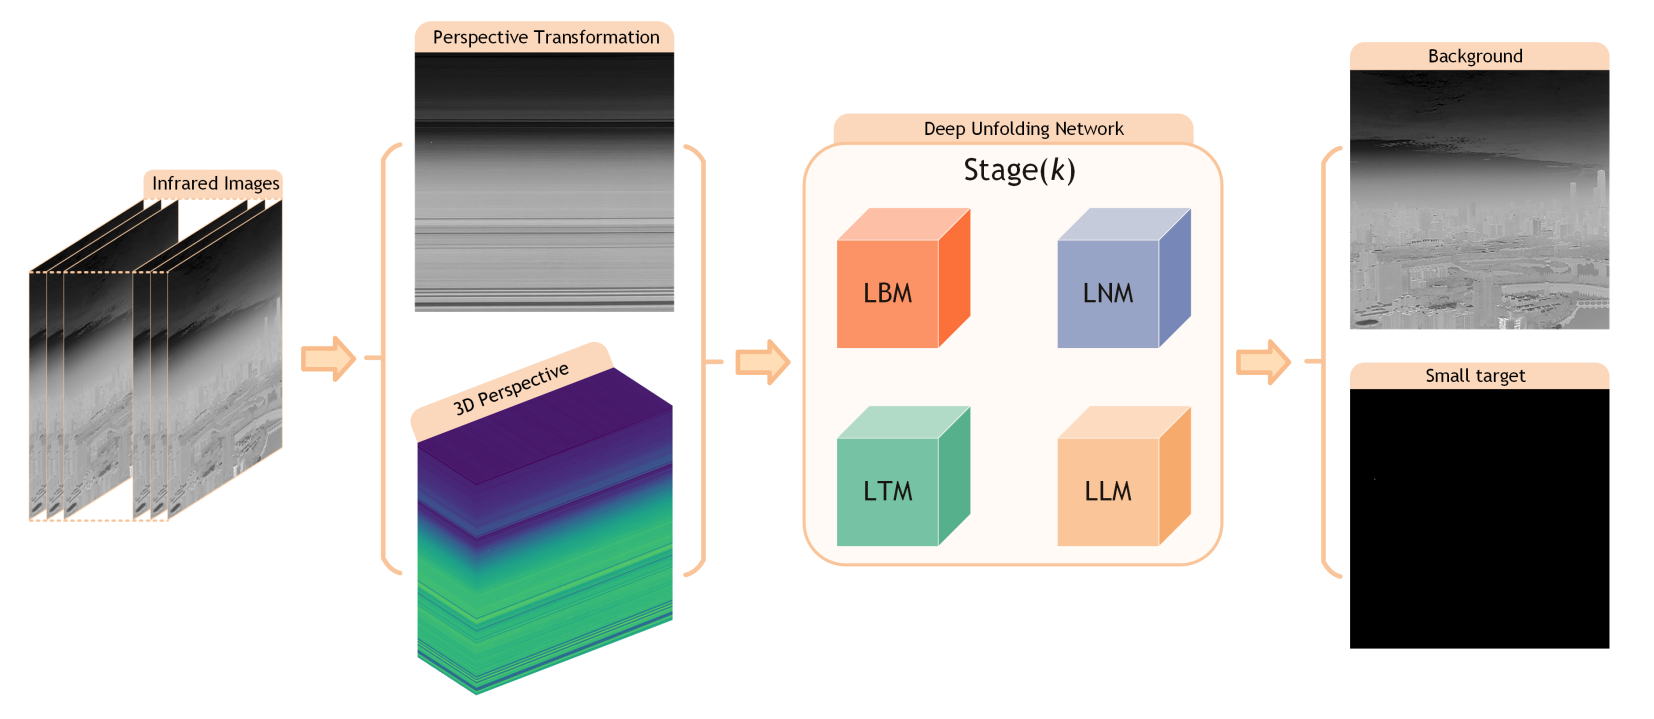 Infrared Images
Perspective Transformation
3D Perspective
Deep Unfolding Network
Stage(k)
LBM
LNM
LTM
LLM
Background
Small target